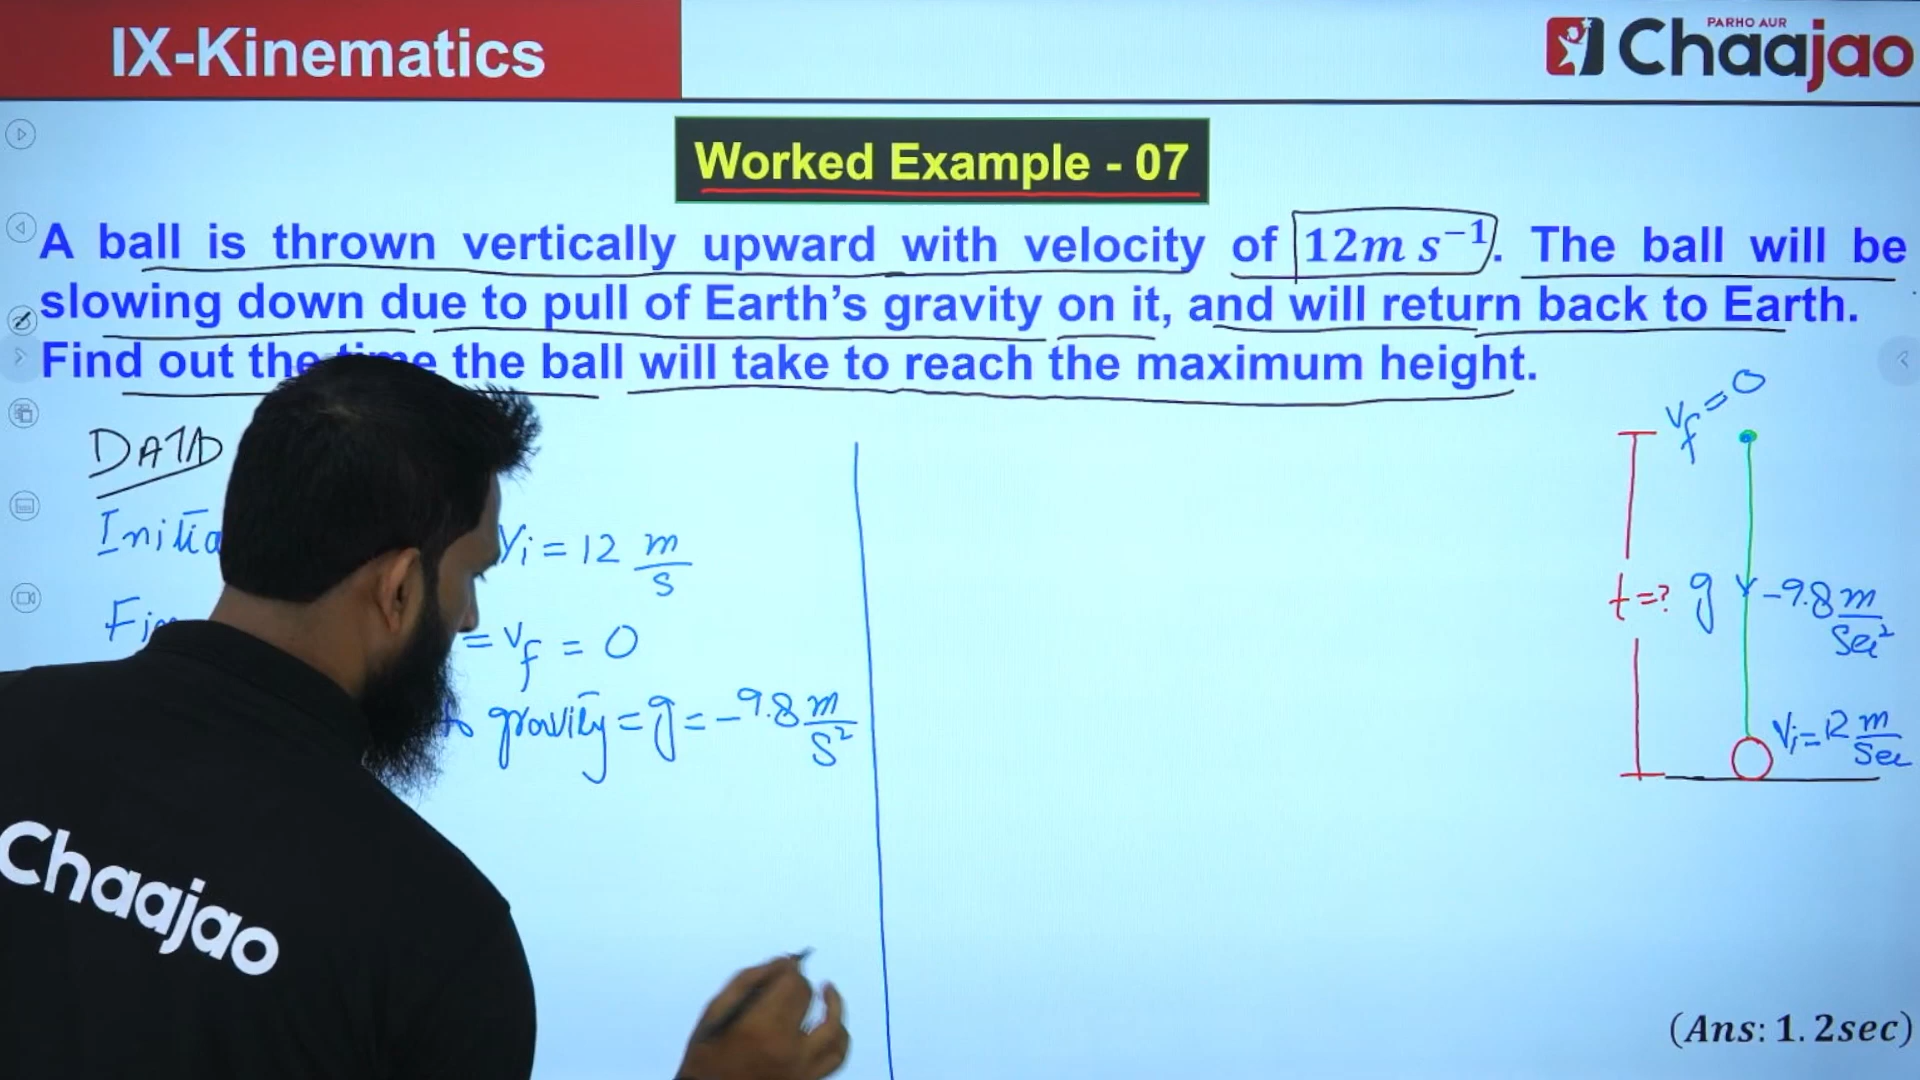 IX-Kinematics
PARHO AUR
Chaajao
Worked Example - 07
A ball is thrown vertically upward with velocity of 12m s⁻¹. The ball will be
slowing down due to pull of Earth's gravity on it, and will return back to Earth.
Find out the time the ball will take to reach the maximum height.
DATA
Vi = 12 m/s
= vf = 0
gravity = g = -9.8 m/s²
vf = 0
t = ? g -9.8 m/Sec²
Vi = 12 m/Sec
Chaajao
(Ans: 1.2sec)